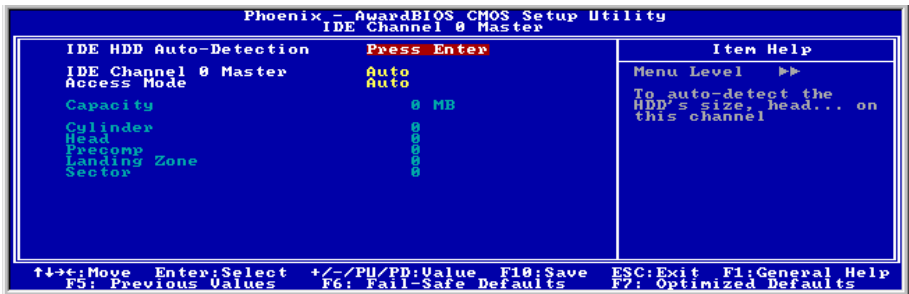 Phoenix - AwardBIOS CMOS Setup Utility
IDE Channel 0 Master
IDE HDD Auto-Detection Press Enter
IDE Channel 0 Master Auto
Access Mode Auto
Capacity 0 MB
Cylinder 0
Head 0
Precomp 0
Landing Zone 0
Sector 0
Item Help
Menu Level ►►
To auto-detect the
HDD's size, head... on
this channel
↑↓→←:Move Enter:Select +/-/PU/PD:Value F10:Save ESC:Exit F1:General Help
F5: Previous Values F6: Fail-Safe Defaults F7: Optimized Defaults